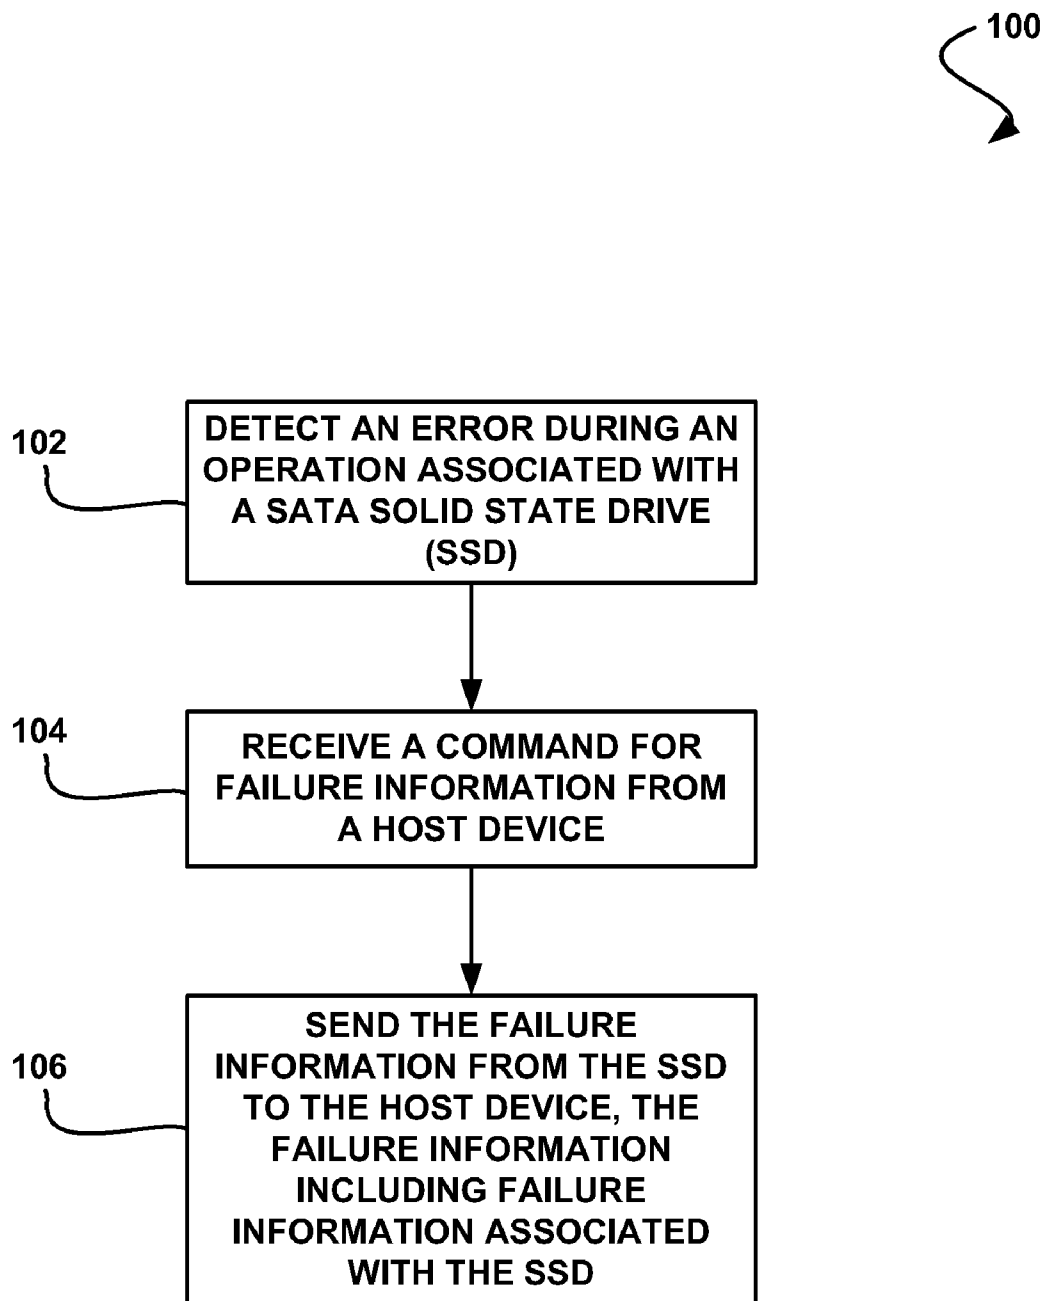 100
102
DETECT AN ERROR DURING AN
OPERATION ASSOCIATED WITH
A SATA SOLID STATE DRIVE
(SSD)
104
RECEIVE A COMMAND FOR
FAILURE INFORMATION FROM
A HOST DEVICE
106
SEND THE FAILURE
INFORMATION FROM THE SSD
TO THE HOST DEVICE, THE
FAILURE INFORMATION
INCLUDING FAILURE
INFORMATION ASSOCIATED
WITH THE SSD